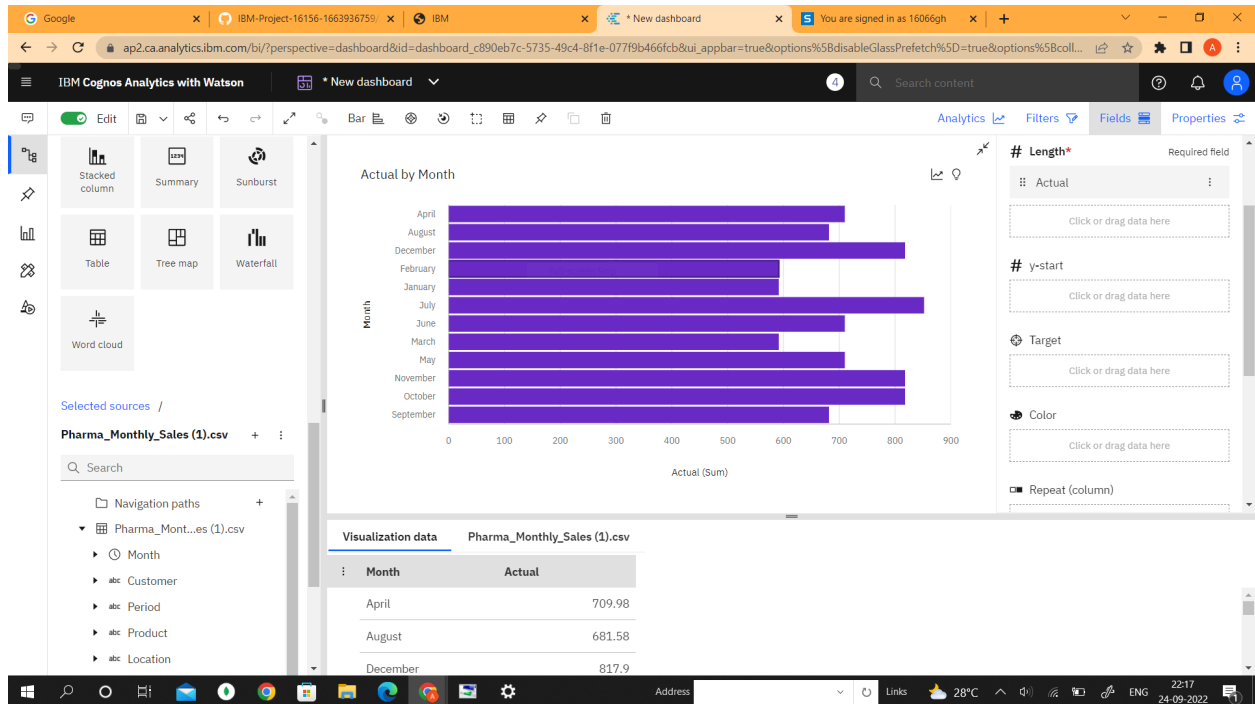 Google
IBM-Project-16156-1663936759/
IBM
* New dashboard
You are signed in as 16066gh
ap2.ca.analytics.ibm.com/bi/?perspective=dashboard&id=dashboard_c890eb7c-5735-49c4-8f1e-077f9b466fcb&ui_appbar=true&options%5BdisableGlassPrefetch%5D=true&options%5Bcoll...
A
IBM Cognos Analytics with Watson
* New dashboard
4
Search content
Edit
Bar
Analytics
Filters
Fields
Properties
Stacked
column
Summary
Sunburst
Table
Tree map
Waterfall
Word cloud
Selected sources /
Pharma_Monthly_Sales (1).csv
Search
Navigation paths
Pharma_Mont...es (1).csv
Month
abc Customer
abc Period
abc Product
abc Location
Actual by Month
Month
April
August
December
February
January
July
June
March
May
November
October
September
0 100 200 300 400 500 600 700 800 900
Actual (Sum)
Visualization data
Pharma_Monthly_Sales (1).csv
Month Actual
April 709.98
August 681.58
December 817.9
# Length*
Required field
Actual
Click or drag data here
# y-start
Click or drag data here
Target
Click or drag data here
Color
Click or drag data here
Repeat (column)
Address
Links
28°C
ENG
22:17
24-09-2022
1